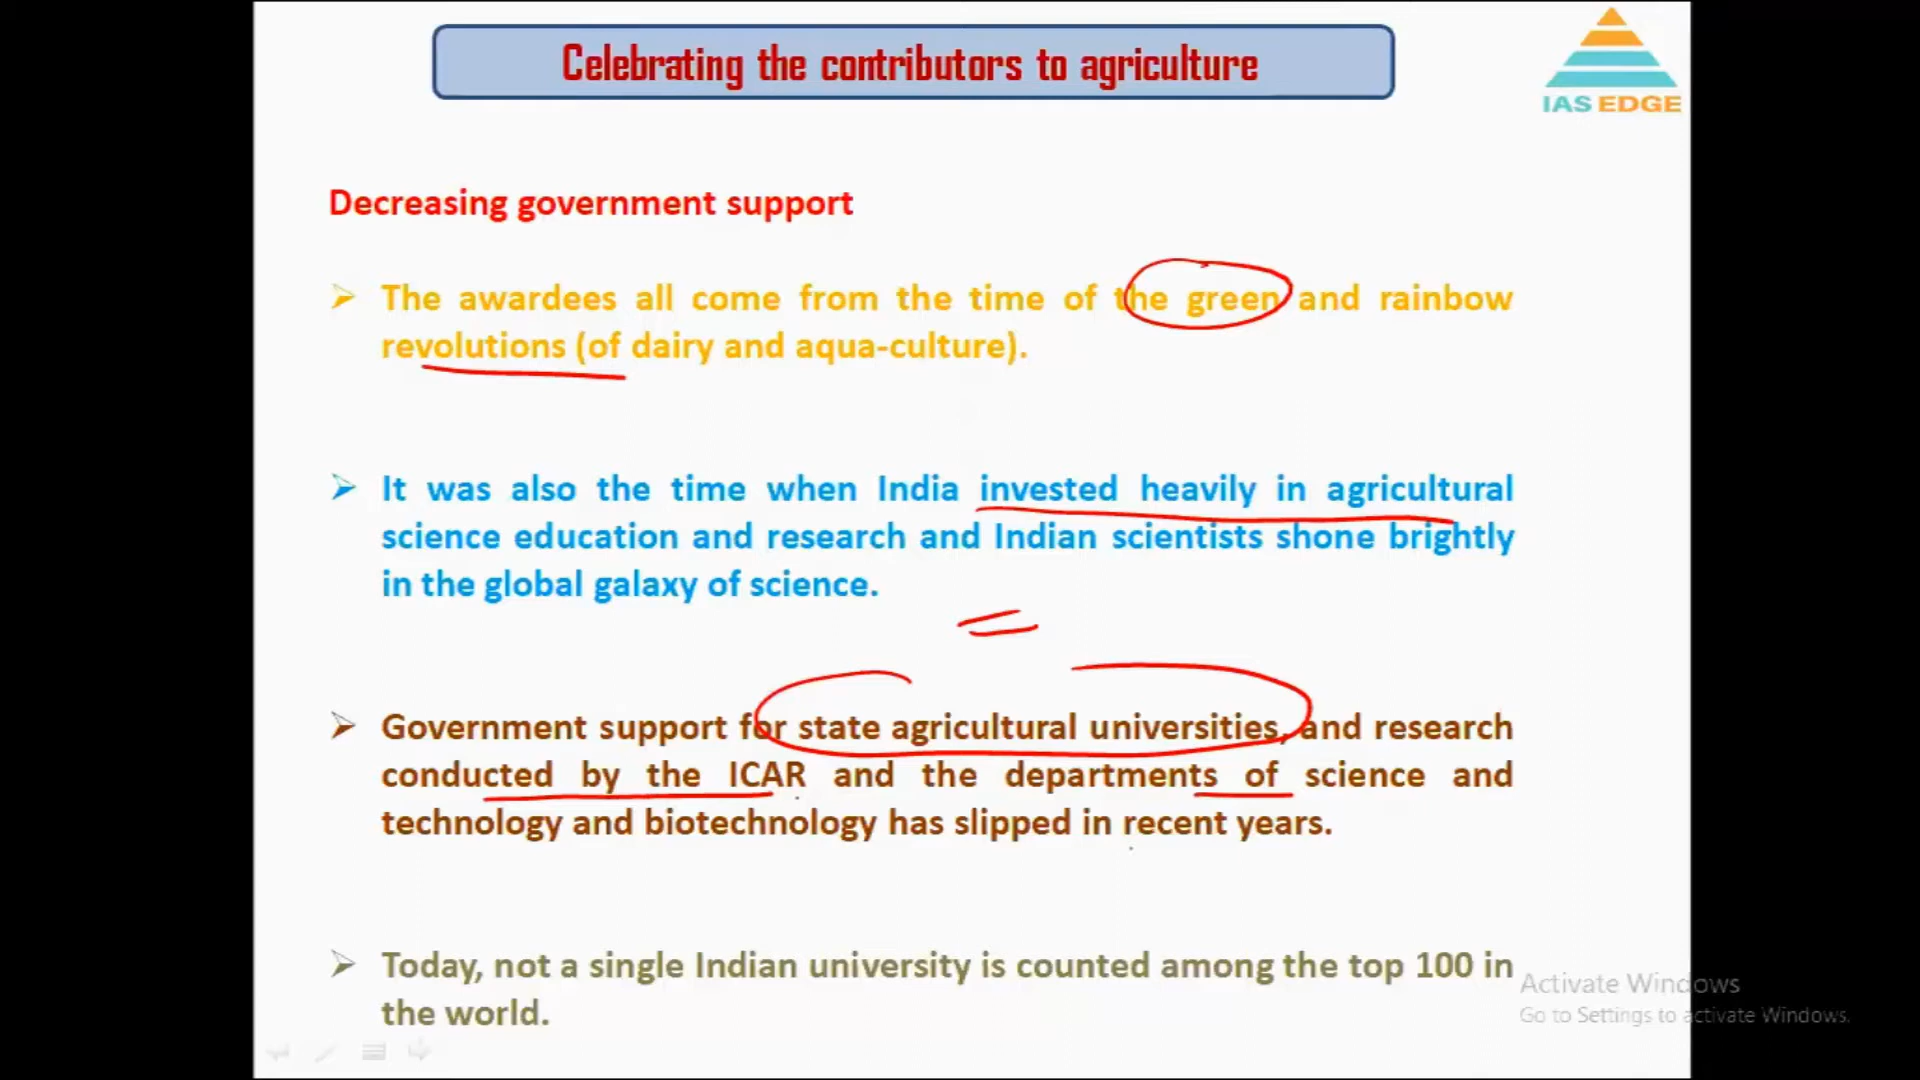 Celebrating the contributors to agriculture
IAS EDGE
Decreasing government support
The awardees all come from the time of the green and rainbow
revolutions (of dairy and aqua-culture).
It was also the time when India invested heavily in agricultural
science education and research and Indian scientists shone brightly
in the global galaxy of science.
Government support for state agricultural universities, and research
conducted by the ICAR and the departments of science and
technology and biotechnology has slipped in recent years.
Today, not a single Indian university is counted among the top 100 in
the world.
Activate Windows
Go to Settings to activate Windows.